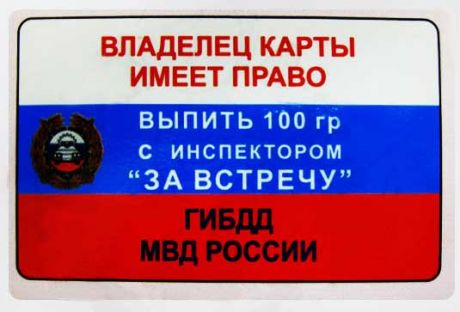 ВЛАДЕЛЕЦ КАРТЫ
ИМЕЕТ ПРАВО
ВЫПИТЬ 100 гр
С ИНСПЕКТОРОМ
“ЗА ВСТРЕЧУ”
ГИБДД
МВД РОССИИ